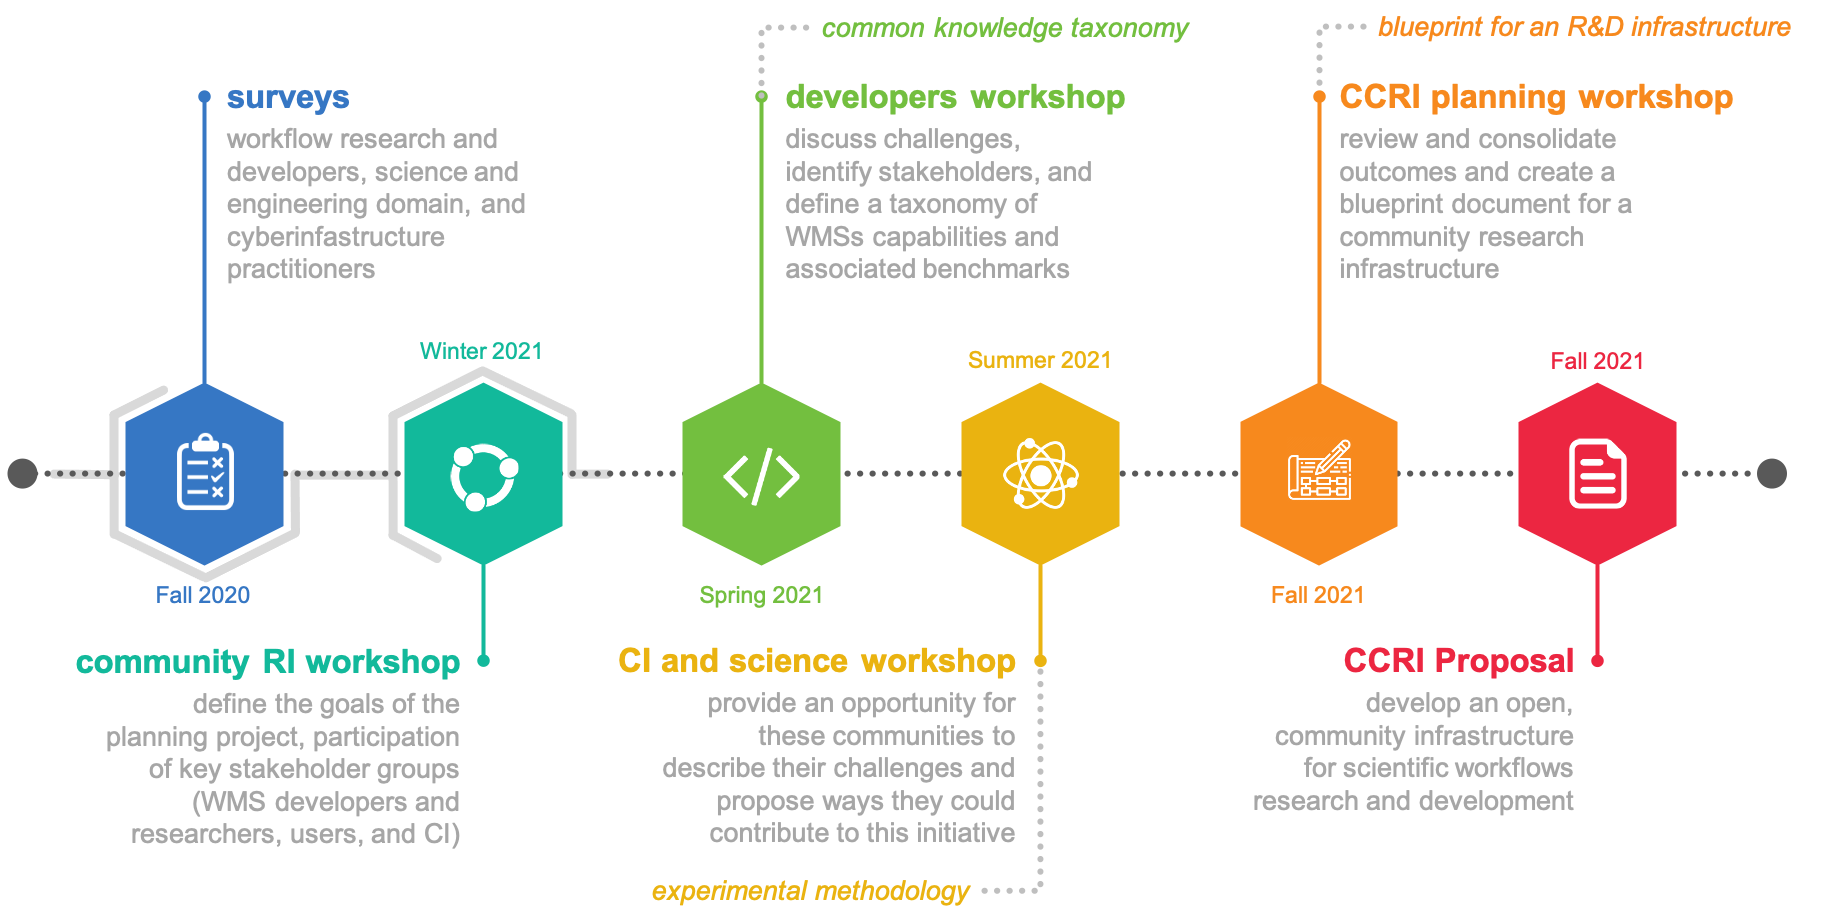 common knowledge taxonomy
blueprint for an R&D infrastructure
surveys
workflow research and
developers, science and
engineering domain, and
cyberinfastructure
practitioners
developers workshop
discuss challenges,
identify stakeholders, and
define a taxonomy of
WMSs capabilities and
associated benchmarks
CCRI planning workshop
review and consolidate
outcomes and create a
blueprint document for a
community research
infrastructure
Winter 2021
Summer 2021
Fall 2021
Fall 2020
Spring 2021
Fall 2021
community RI workshop
define the goals of the
planning project, participation
of key stakeholder groups
(WMS developers and
researchers, users, and CI)
CI and science workshop
provide an opportunity for
these communities to
describe their challenges and
propose ways they could
contribute to this initiative
experimental methodology
CCRI Proposal
develop an open,
community infrastructure
for scientific workflows
research and development